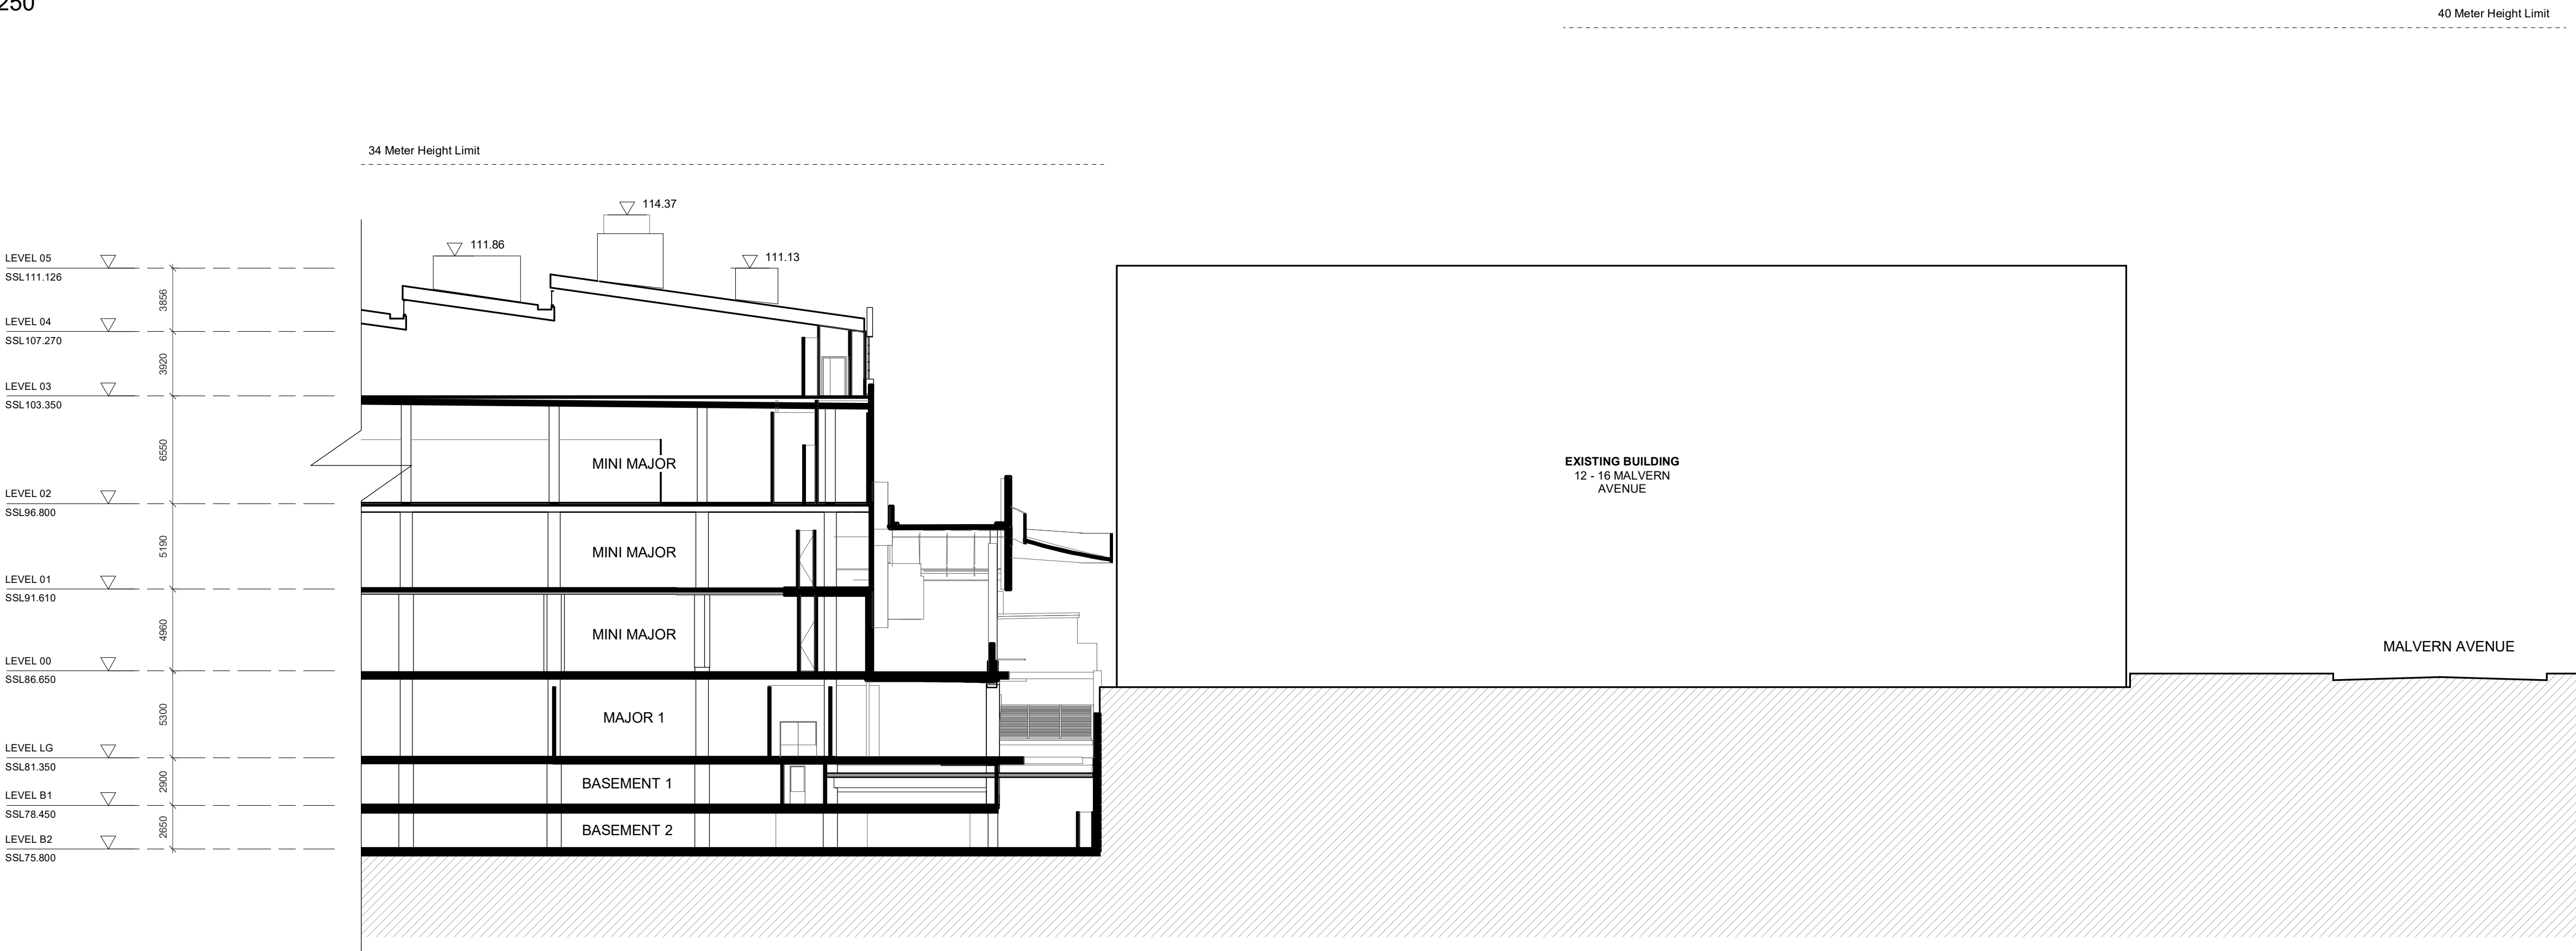 250
40 Meter Height Limit
34 Meter Height Limit
114.37
111.86
111.13
LEVEL 05
SSL111.126
3856
LEVEL 04
SSL107.270
3920
LEVEL 03
SSL103.350
6550
MINI MAJOR
EXISTING BUILDING
12 - 16 MALVERN
AVENUE
LEVEL 02
SSL96.800
5190
MINI MAJOR
LEVEL 01
SSL91.610
4960
MINI MAJOR
MALVERN AVENUE
LEVEL 00
SSL86.650
5300
MAJOR 1
LEVEL LG
SSL81.350
2900
BASEMENT 1
LEVEL B1
SSL78.450
2650
BASEMENT 2
LEVEL B2
SSL75.800